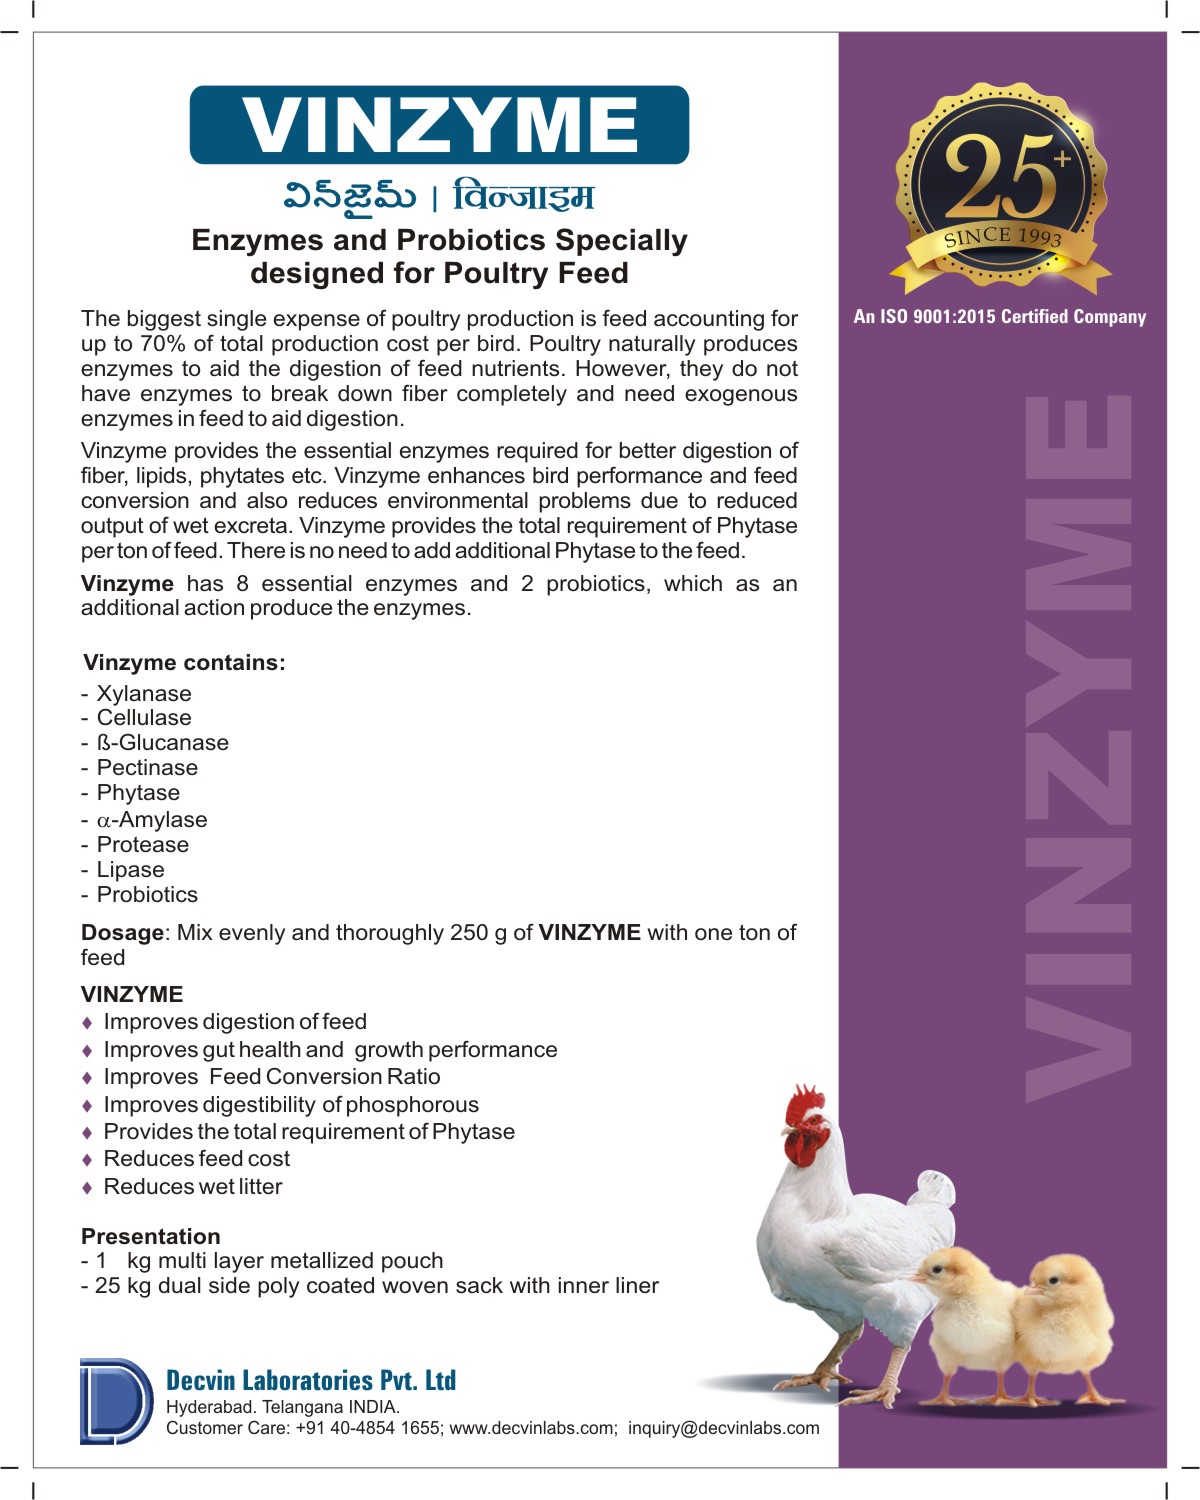 VINZYME
విన్‌జైమ్ | विन्जाइम
Enzymes and Probiotics Specially
designed for Poultry Feed
The biggest single expense of poultry production is feed accounting for
up to 70% of total production cost per bird. Poultry naturally produces
enzymes to aid the digestion of feed nutrients. However, they do not
have enzymes to break down fiber completely and need exogenous
enzymes in feed to aid digestion.
Vinzyme provides the essential enzymes required for better digestion of
fiber, lipids, phytates etc. Vinzyme enhances bird performance and feed
conversion and also reduces environmental problems due to reduced
output of wet excreta. Vinzyme provides the total requirement of Phytase
per ton of feed. There is no need to add additional Phytase to the feed.
Vinzyme has 8 essential enzymes and 2 probiotics, which as an
additional action produce the enzymes.
Vinzyme contains:
- Xylanase
- Cellulase
- ß-Glucanase
- Pectinase
- Phytase
- α-Amylase
- Protease
- Lipase
- Probiotics
Dosage: Mix evenly and thoroughly 250 g of VINZYME with one ton of
feed
VINZYME
♦ Improves digestion of feed
♦ Improves gut health and growth performance
♦ Improves Feed Conversion Ratio
♦ Improves digestibility of phosphorous
♦ Provides the total requirement of Phytase
♦ Reduces feed cost
♦ Reduces wet litter
Presentation
- 1 kg multi layer metallized pouch
- 25 kg dual side poly coated woven sack with inner liner
Decvin Laboratories Pvt. Ltd
Hyderabad. Telangana INDIA.
Customer Care: +91 40-4854 1655; www.decvinlabs.com; inquiry@decvinlabs.com
25+
SINCE 1993
An ISO 9001:2015 Certified Company
VINZYME